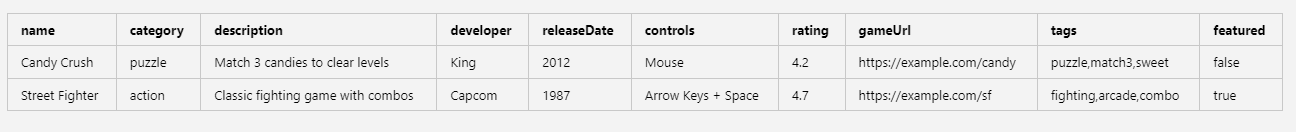 name category description developer releaseDate controls rating gameUrl tags featured
Candy Crush puzzle Match 3 candies to clear levels King 2012 Mouse 4.2 https://example.com/candy puzzle,match3,sweet false
Street Fighter action Classic fighting game with combos Capcom 1987 Arrow Keys + Space 4.7 https://example.com/sf fighting,arcade,combo true